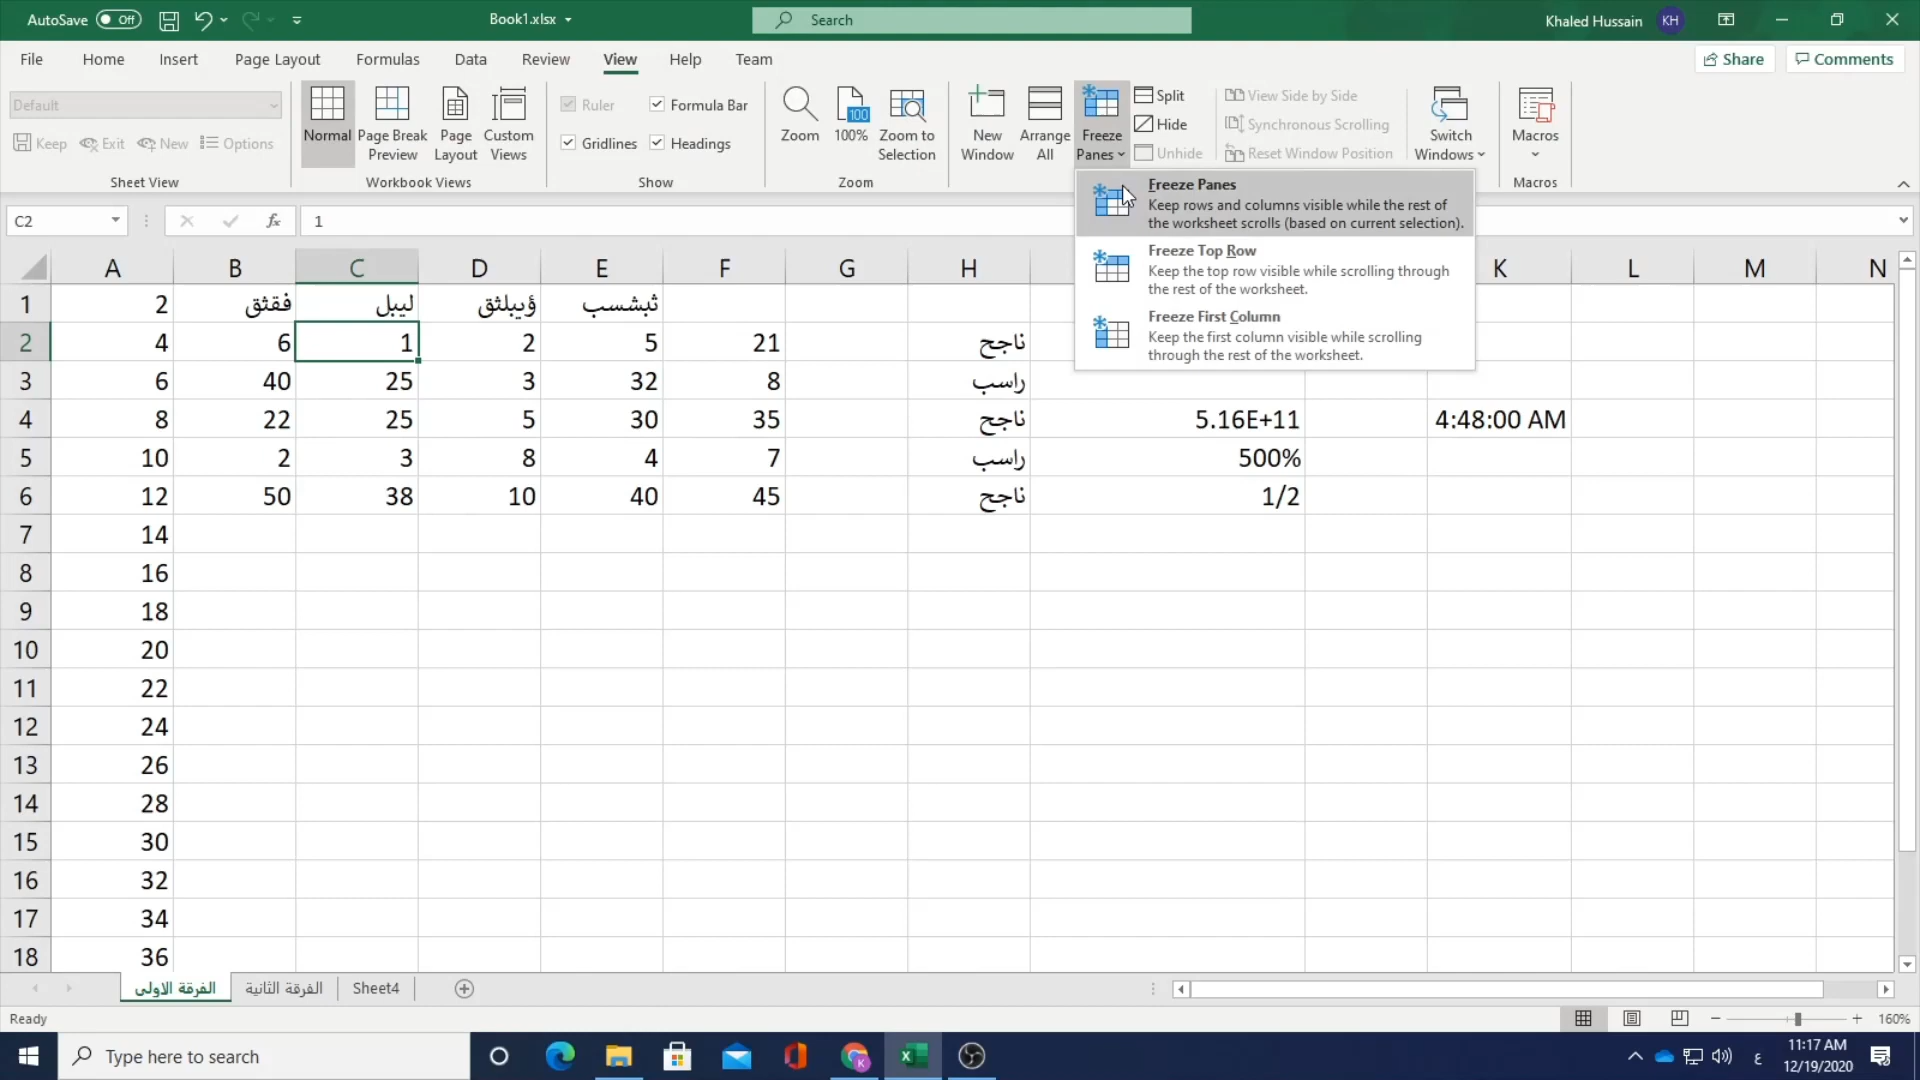 AutoSave Off Book1.xlsx Search Khaled Hussain KH
File Home Insert Page Layout Formulas Data Review View Help Team Share Comments
Default
Keep Exit New Options
Sheet View
Normal Page Break Preview Page Layout Custom Views
Workbook Views
Ruler Formula Bar
Gridlines Headings
Show
Zoom 100% Zoom to Selection
Zoom
New Window Arrange All Freeze Panes
Split
Hide
Unhide
View Side by Side
Synchronous Scrolling
Reset Window Position
Switch Windows
Macros
Macros
Freeze Panes
Keep rows and columns visible while the rest of
the worksheet scrolls (based on current selection).
Freeze Top Row
Keep the top row visible while scrolling through
the rest of the worksheet.
Freeze First Column
Keep the first column visible while scrolling
through the rest of the worksheet.
C2 fx 1
A B C D E F G H K L M N
1 2 فقثق ليبل ؤيبلثق ثبشسب
2 4 6 1 2 5 21 ناجح
3 6 40 25 3 32 8 راسب
4 8 22 25 5 30 35 ناجح 5.16E+11 4:48:00 AM
5 10 2 3 8 4 7 راسب 500%
6 12 50 38 10 40 45 ناجح 1/2
7 14
8 16
9 18
10 20
11 22
12 24
13 26
14 28
15 30
16 32
17 34
18 36
الفرقة الاولى الفرقة الثانية Sheet4
Ready 160%
Type here to search ع 11:17 AM
12/19/2020